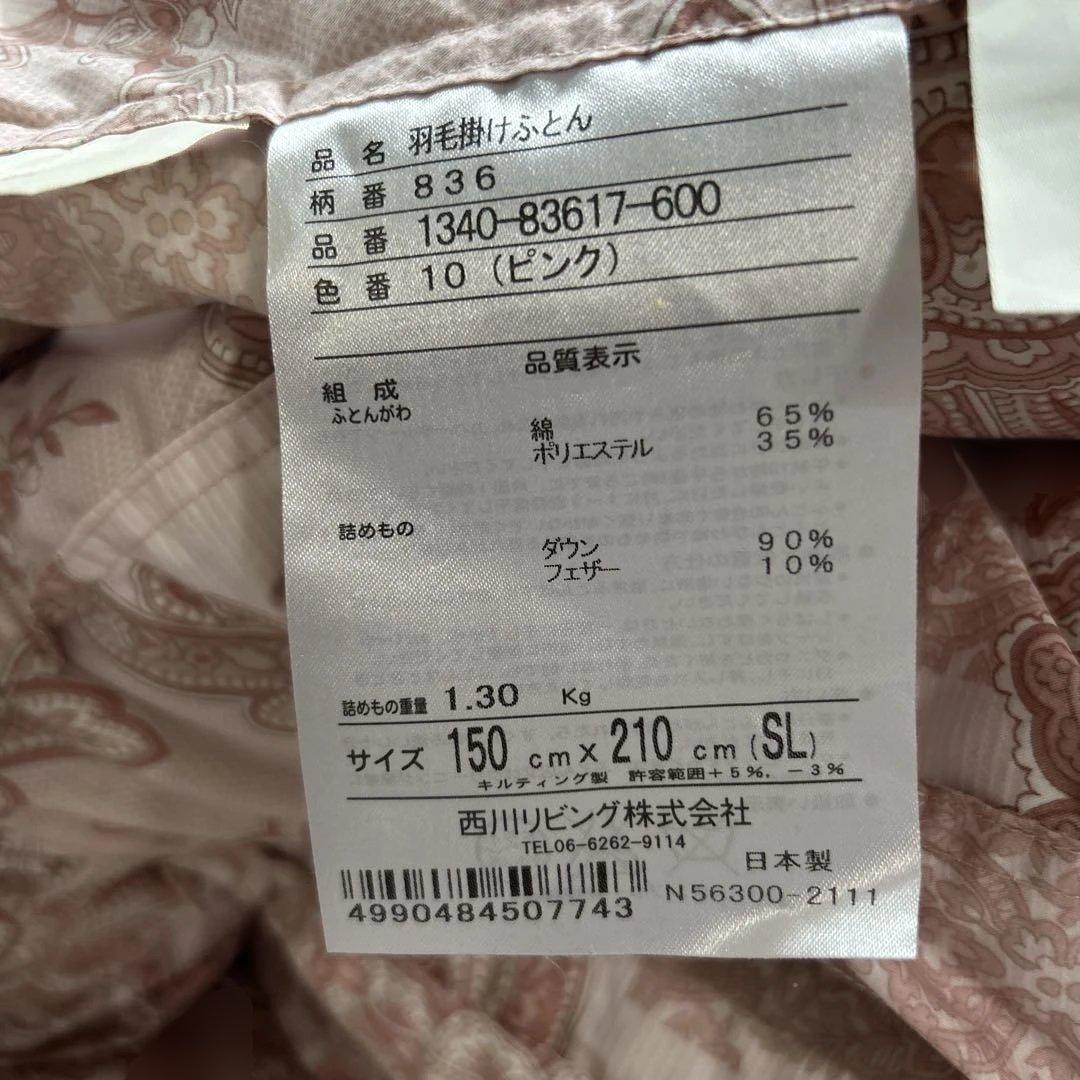 品名 羽毛掛けふとん
柄番 836
品番 1340-83617-600
色番 10 (ピンク)
品質表示
組成
ふとんがわ
綿 65%
ポリエステル 35%
詰めもの
ダウン 90%
フェザー 10%
詰めもの重量 1.30 Kg
サイズ 150cm×210cm(SL)
キルティング製 許容範囲+5%, -3%
西川リビング株式会社
TEL06-6262-9114
日本製
4990484507743
N56300-2111